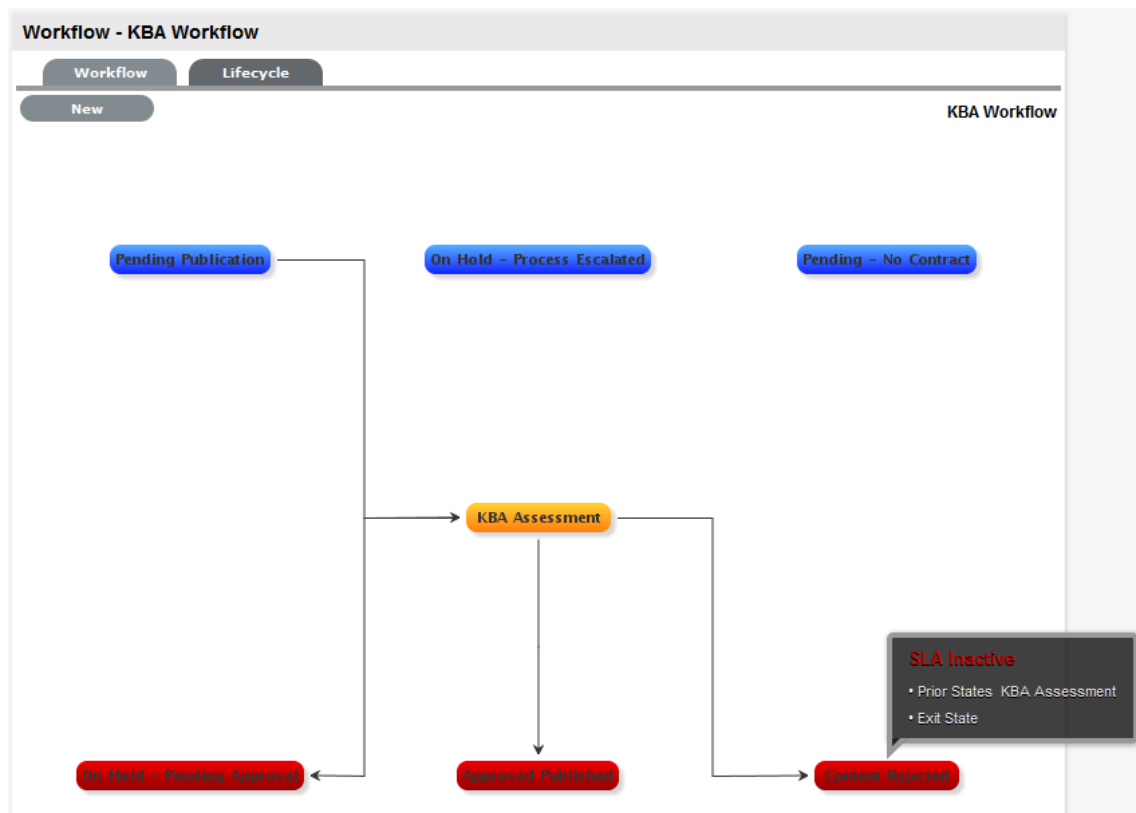 Workflow - KBA Workflow
Workflow Lifecycle
New
KBA Workflow
Pending Publication
On Hold - Process Escalated
Pending - No Contract
KBA Assessment
SLA Inactive
• Prior States KBA Assessment
• Exit State
On Hold - Pending Approval
Approved Published
Content Rejected